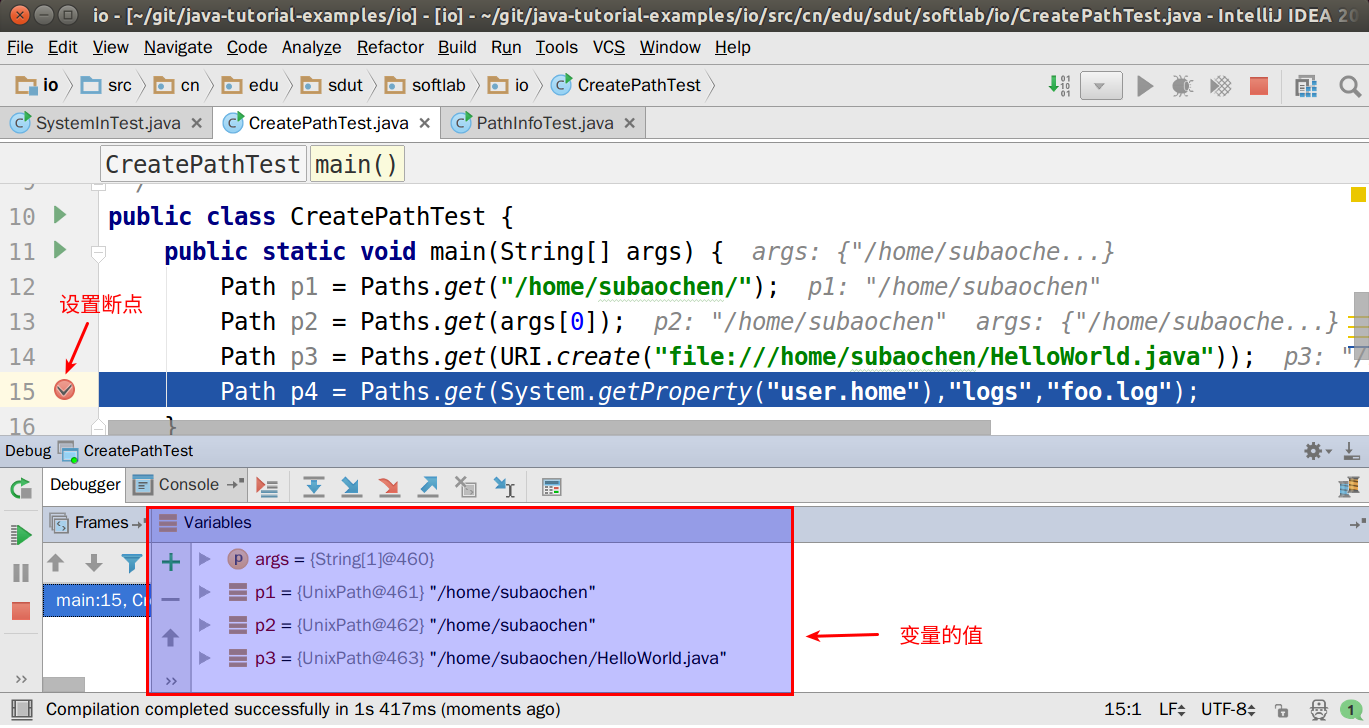 io - [~/git/java-tutorial-examples/io] - [io] - ~/git/java-tutorial-examples/io/src/cn/edu/sdut/softlab/io/CreatePathTest.java - IntelliJ IDEA 20
File Edit View Navigate Code Analyze Refactor Build Run Tools VCS Window Help
io src cn edu sdut softlab io CreatePathTest
SystemInTest.java CreatePathTest.java PathInfoTest.java
CreatePathTest main()
9 */
10 public class CreatePathTest {
11 public static void main(String[] args) { args: {"/home/subaoche...}
12 Path p1 = Paths.get("/home/subaochen/"); p1: "/home/subaochen"
设置断点
13 Path p2 = Paths.get(args[0]); p2: "/home/subaochen" args: {"/home/subaoche...}
14 Path p3 = Paths.get(URI.create("file:///home/subaochen/HelloWorld.java")); p3: "/
15 Path p4 = Paths.get(System.getProperty("user.home"),"logs","foo.log");
16 }
Debug CreatePathTest
Debugger Console
Frames Variables
args = {String[1]@460}
main:15, Cr p1 = {UnixPath@461} "/home/subaochen"
p2 = {UnixPath@462} "/home/subaochen"
变量的值
p3 = {UnixPath@463} "/home/subaochen/HelloWorld.java"
Compilation completed successfully in 1s 417ms (moments ago) 15:1 LF UTF-8 1